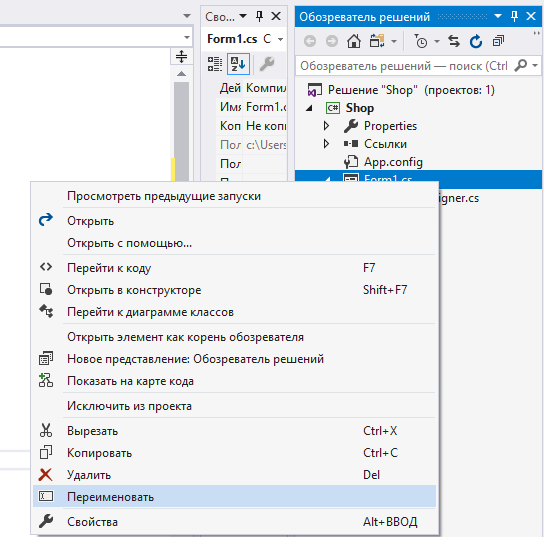 Сво...
Form1.cs C
Дей Компил
Имя Form1.c
Коп Не копи
Пол c:\Users
Пол
Обозреватель решений
Обозреватель решений — поиск (Ctrl
Решение "Shop" (проектов: 1)
C# Shop
Properties
Ссылки
App.config
Form1.cs
igner.cs
Просмотреть предыдущие запуски
Открыть
Открыть с помощью...
Перейти к коду F7
Открыть в конструкторе Shift+F7
Перейти к диаграмме классов
Открыть элемент как корень обозревателя
Новое представление: Обозреватель решений
Показать на карте кода
Исключить из проекта
Вырезать Ctrl+X
Копировать Ctrl+C
Удалить Del
Переименовать
Свойства Alt+ВВОД